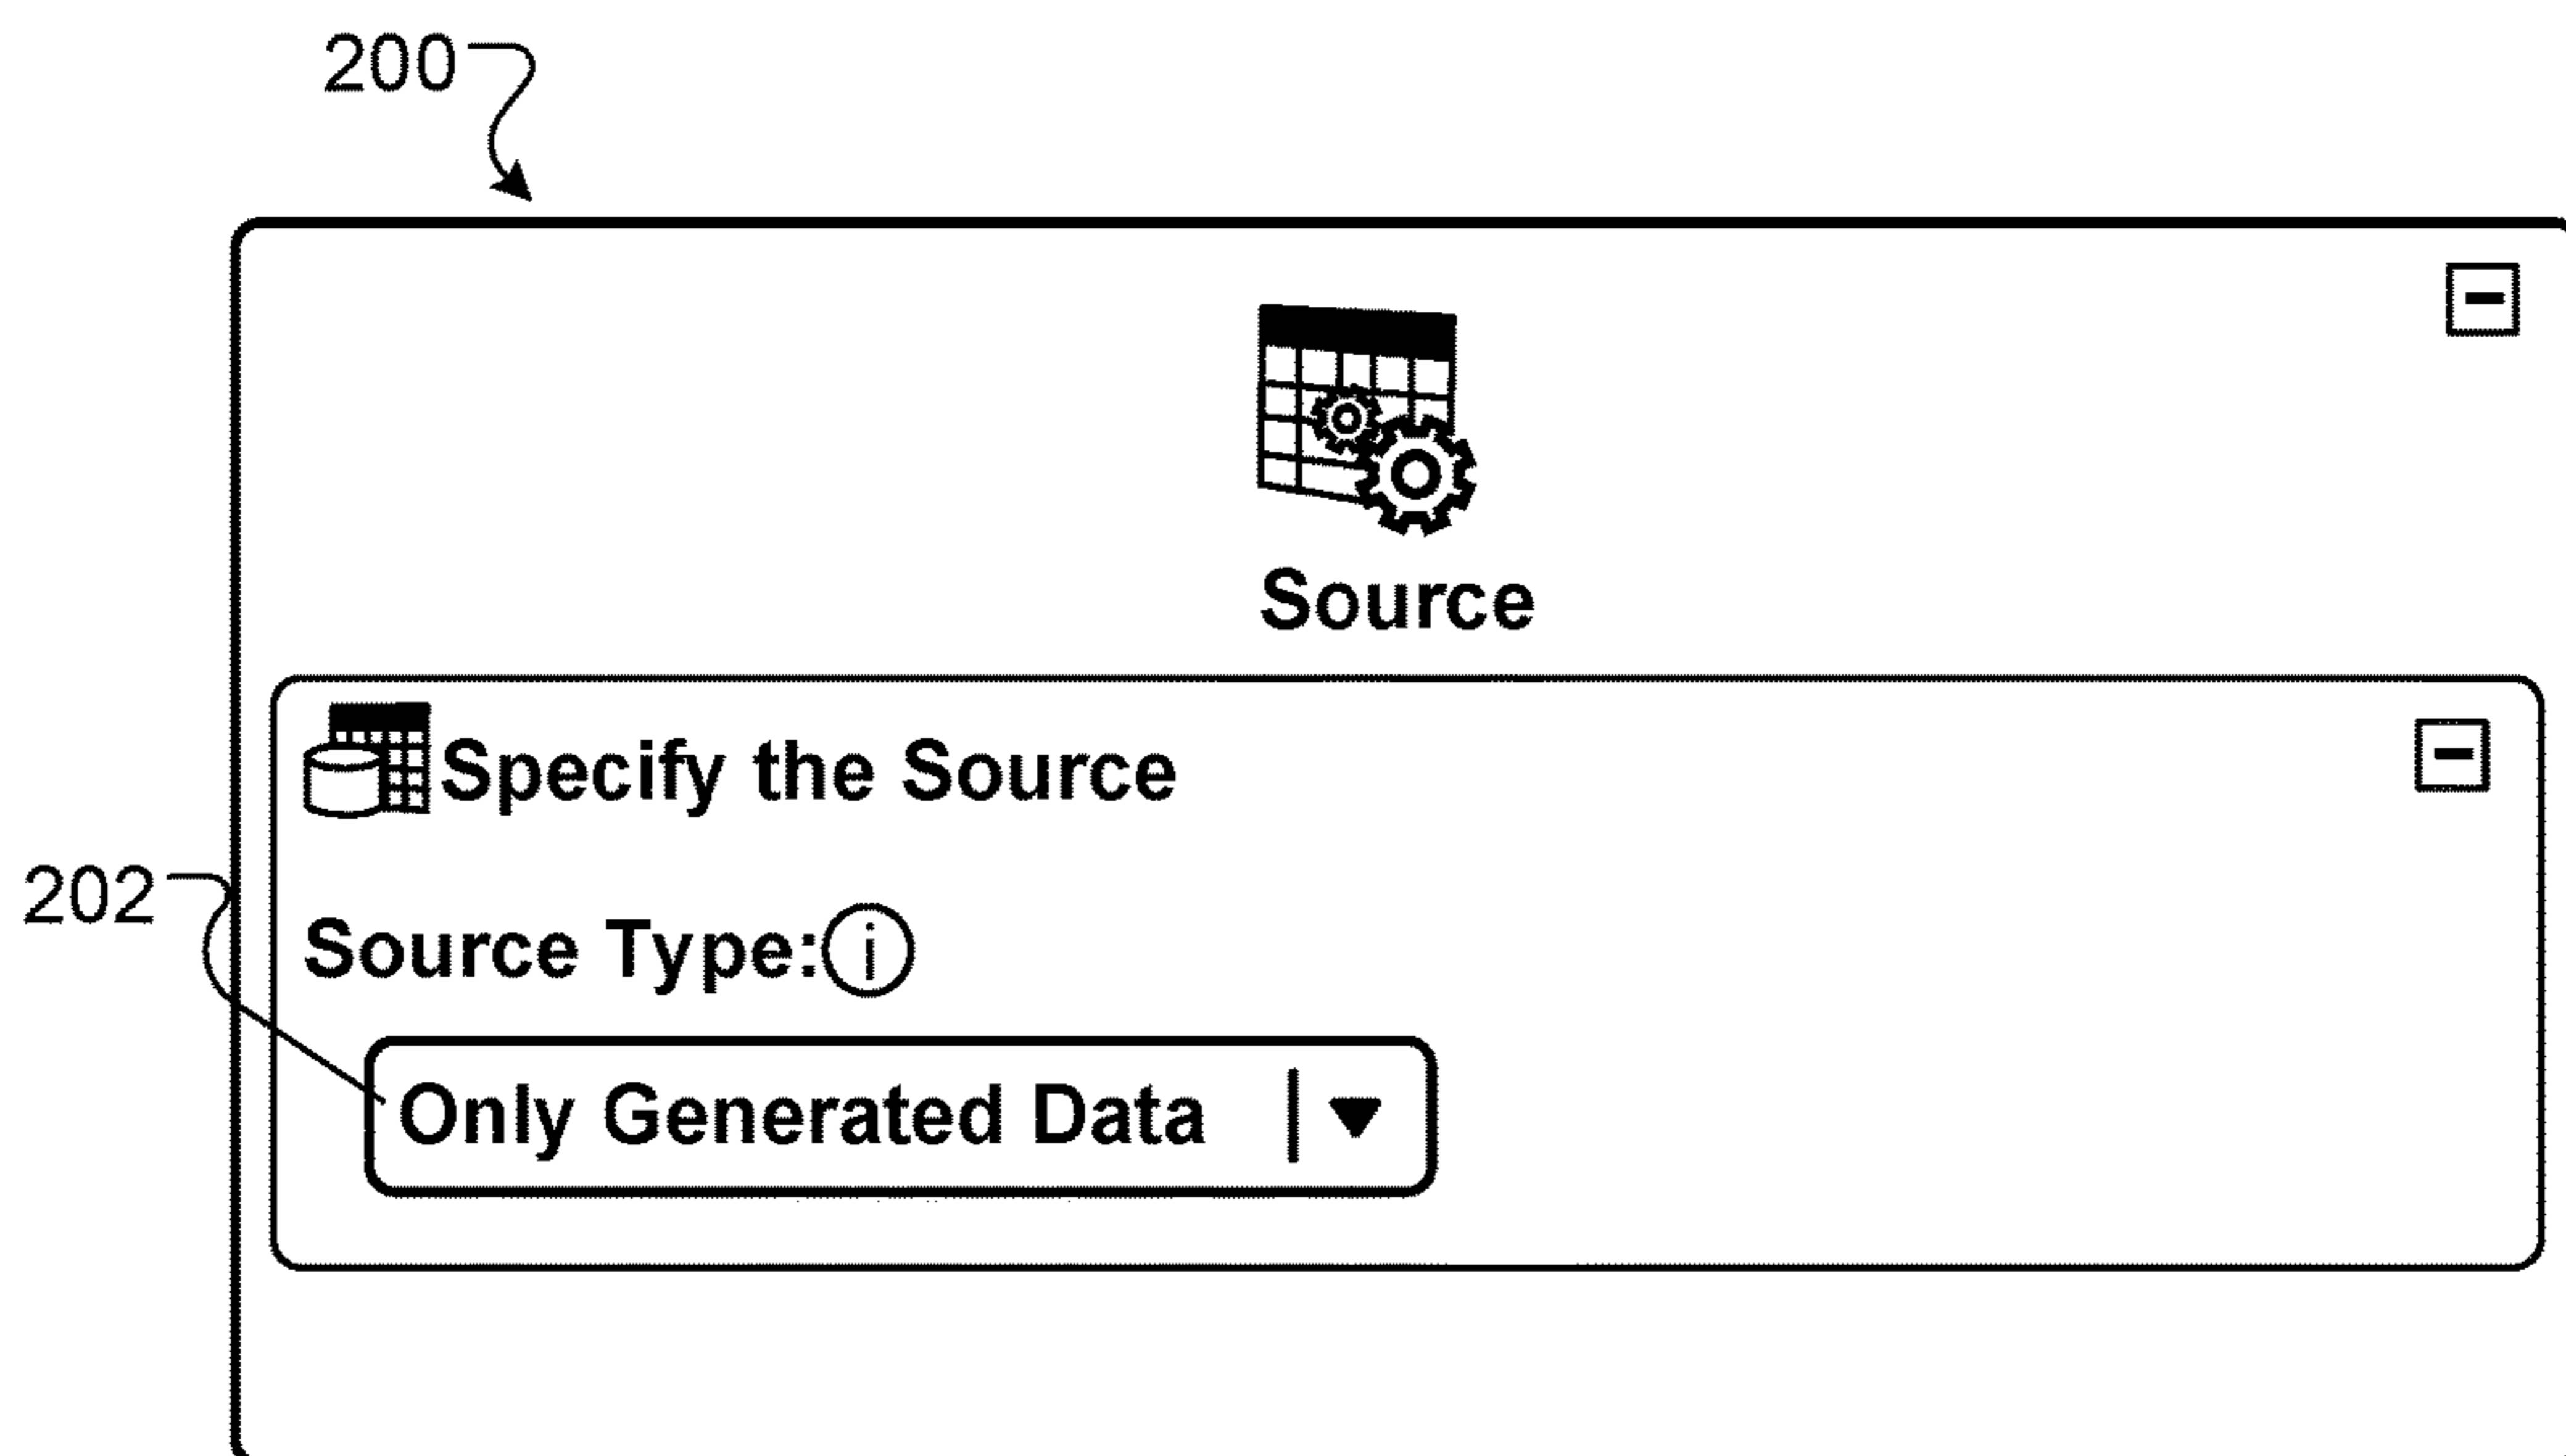 200
Source
Specify the Source
202
Source Type: i
Only Generated Data